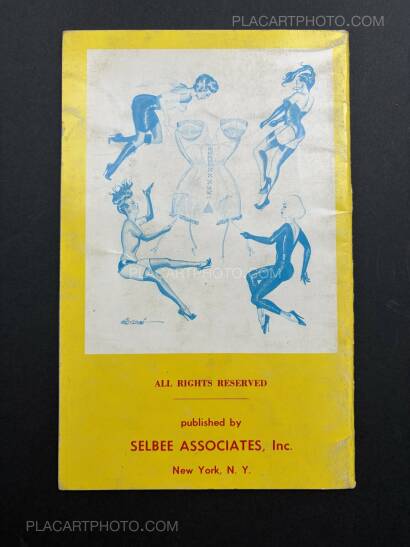 PLACARTPHOTO.COM
PLACARTPHOTO.COM
ALL RIGHTS RESERVED
published by
SELBEE ASSOCIATES, Inc.
New York, N. Y.
PLACARTPHOTO.COM